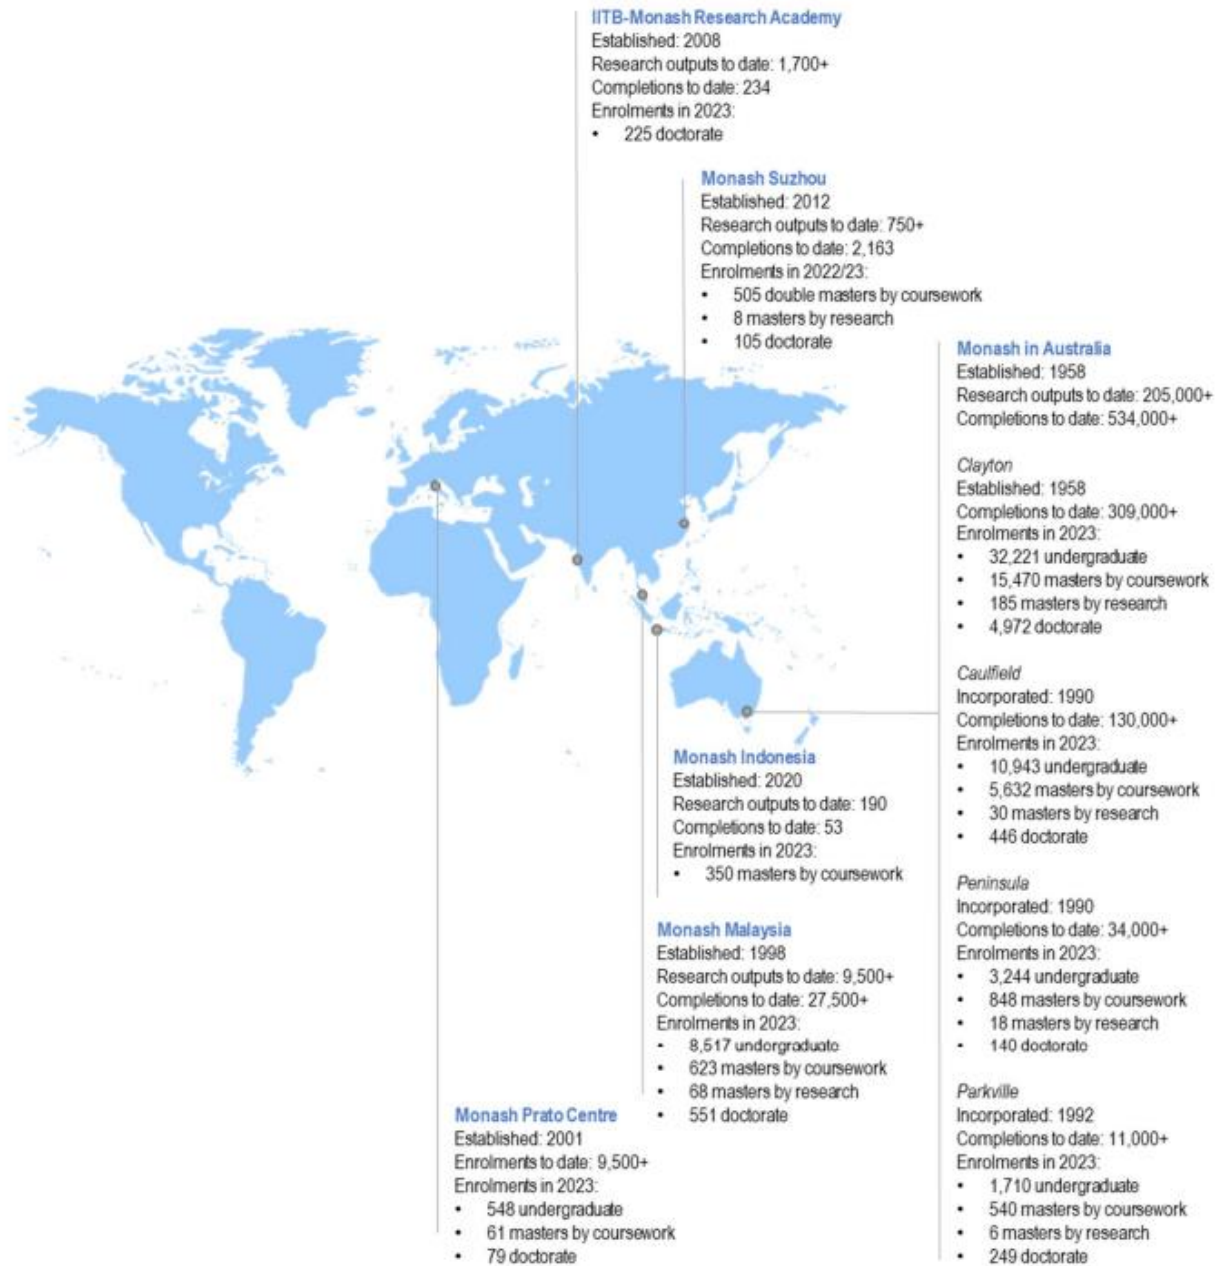 IITB-Monash Research Academy
Established: 2008
Research outputs to date: 1,700+
Completions to date: 234
Enrolments in 2023:
• 225 doctorate
Monash Suzhou
Established: 2012
Research outputs to date: 750+
Completions to date: 2,163
Enrolments in 2022/23:
• 505 double masters by coursework
• 8 masters by research
• 105 doctorate
Monash in Australia
Established: 1958
Research outputs to date: 205,000+
Completions to date: 534,000+
Clayton
Established: 1958
Completions to date: 309,000+
Enrolments in 2023:
• 32,221 undergraduate
• 15,470 masters by coursework
• 185 masters by research
• 4,972 doctorate
Caulfield
Incorporated: 1990
Completions to date: 130,000+
Enrolments in 2023:
• 10,943 undergraduate
• 5,632 masters by coursework
• 30 masters by research
• 446 doctorate
Peninsula
Incorporated: 1990
Completions to date: 34,000+
Enrolments in 2023:
• 3,244 undergraduate
• 848 masters by coursework
• 18 masters by research
• 140 doctorate
Parkville
Incorporated: 1992
Completions to date: 11,000+
Enrolments in 2023:
• 1,710 undergraduate
• 540 masters by coursework
• 6 masters by research
• 249 doctorate
Monash Indonesia
Established: 2020
Research outputs to date: 190
Completions to date: 53
Enrolments in 2023:
• 350 masters by coursework
Monash Malaysia
Established: 1998
Research outputs to date: 9,500+
Completions to date: 27,500+
Enrolments in 2023:
• 8,517 undergraduate
• 623 masters by coursework
• 68 masters by research
• 551 doctorate
Monash Prato Centre
Established: 2001
Enrolments to date: 9,500+
Enrolments in 2023:
• 548 undergraduate
• 61 masters by coursework
• 79 doctorate